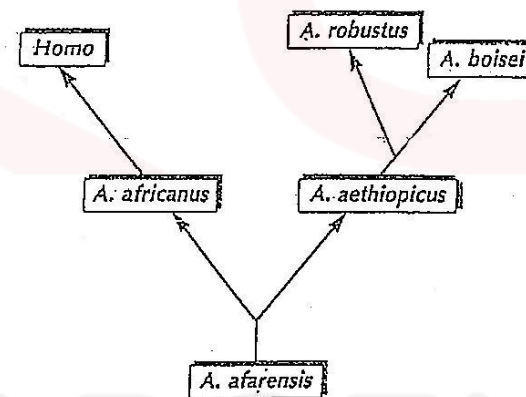 A. robustus
Homo
A. boisei
A. africanus
A. aethiopicus
A. afarensis